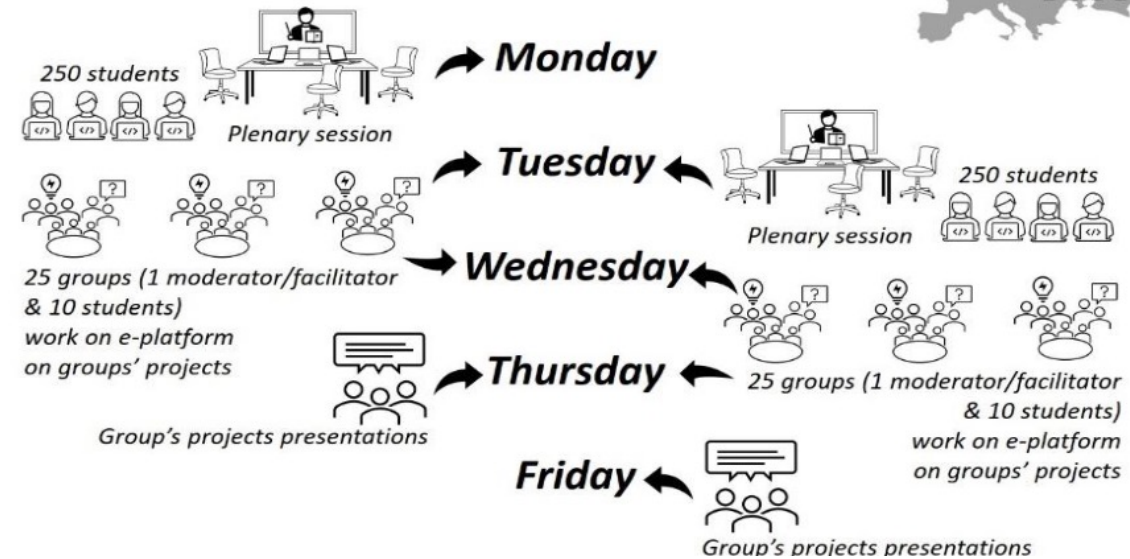 Monday
250 students
Plenary session
Tuesday
250 students
Plenary session
Wednesday
25 groups (1 moderator/facilitator
& 10 students)
work on e-platform
on groups’ projects
Thursday
25 groups (1 moderator/facilitator
& 10 students)
work on e-platform
on groups’ projects
Group’s projects presentations
Friday
Group’s projects presentations